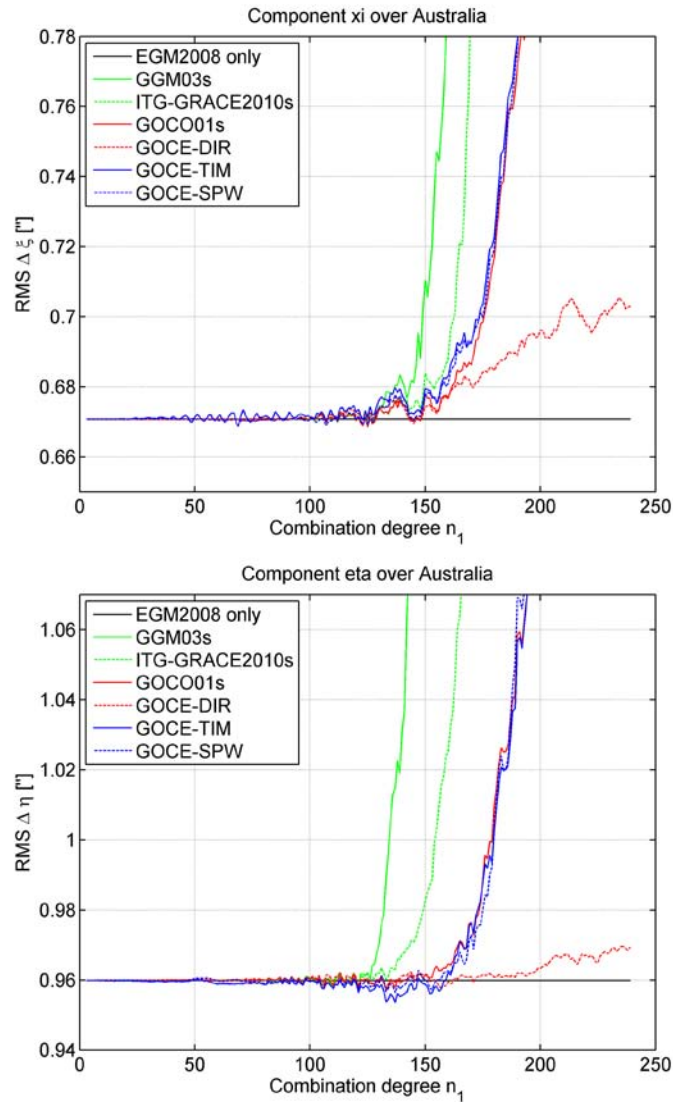 Component xi over Australia
0.78
0.76
0.74
0.72
0.7
0.68
0.66
RMS Δ ξ ["]
EGM2008 only
GGM03s
ITG-GRACE2010s
GOCO01s
GOCE-DIR
GOCE-TIM
GOCE-SPW
0 50 100 150 200 250
Combination degree n1
Component eta over Australia
1.06
1.04
1.02
1
0.98
0.96
0.94
RMS Δ η ["]
EGM2008 only
GGM03s
ITG-GRACE2010s
GOCO01s
GOCE-DIR
GOCE-TIM
GOCE-SPW
0 50 100 150 200 250
Combination degree n1